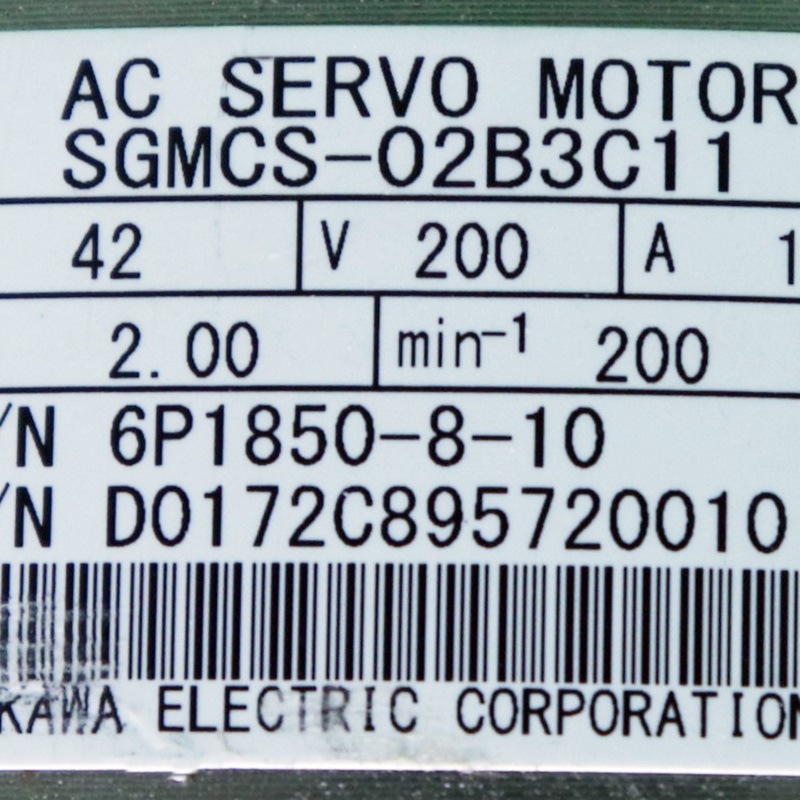 AC SERVO MOTOR
SGMCS-02B3C11
42 V 200 A 1
2.00 min-1 200
/N 6P1850-8-10
/N D0172C895720010
KAWA ELECTRIC CORPORATION